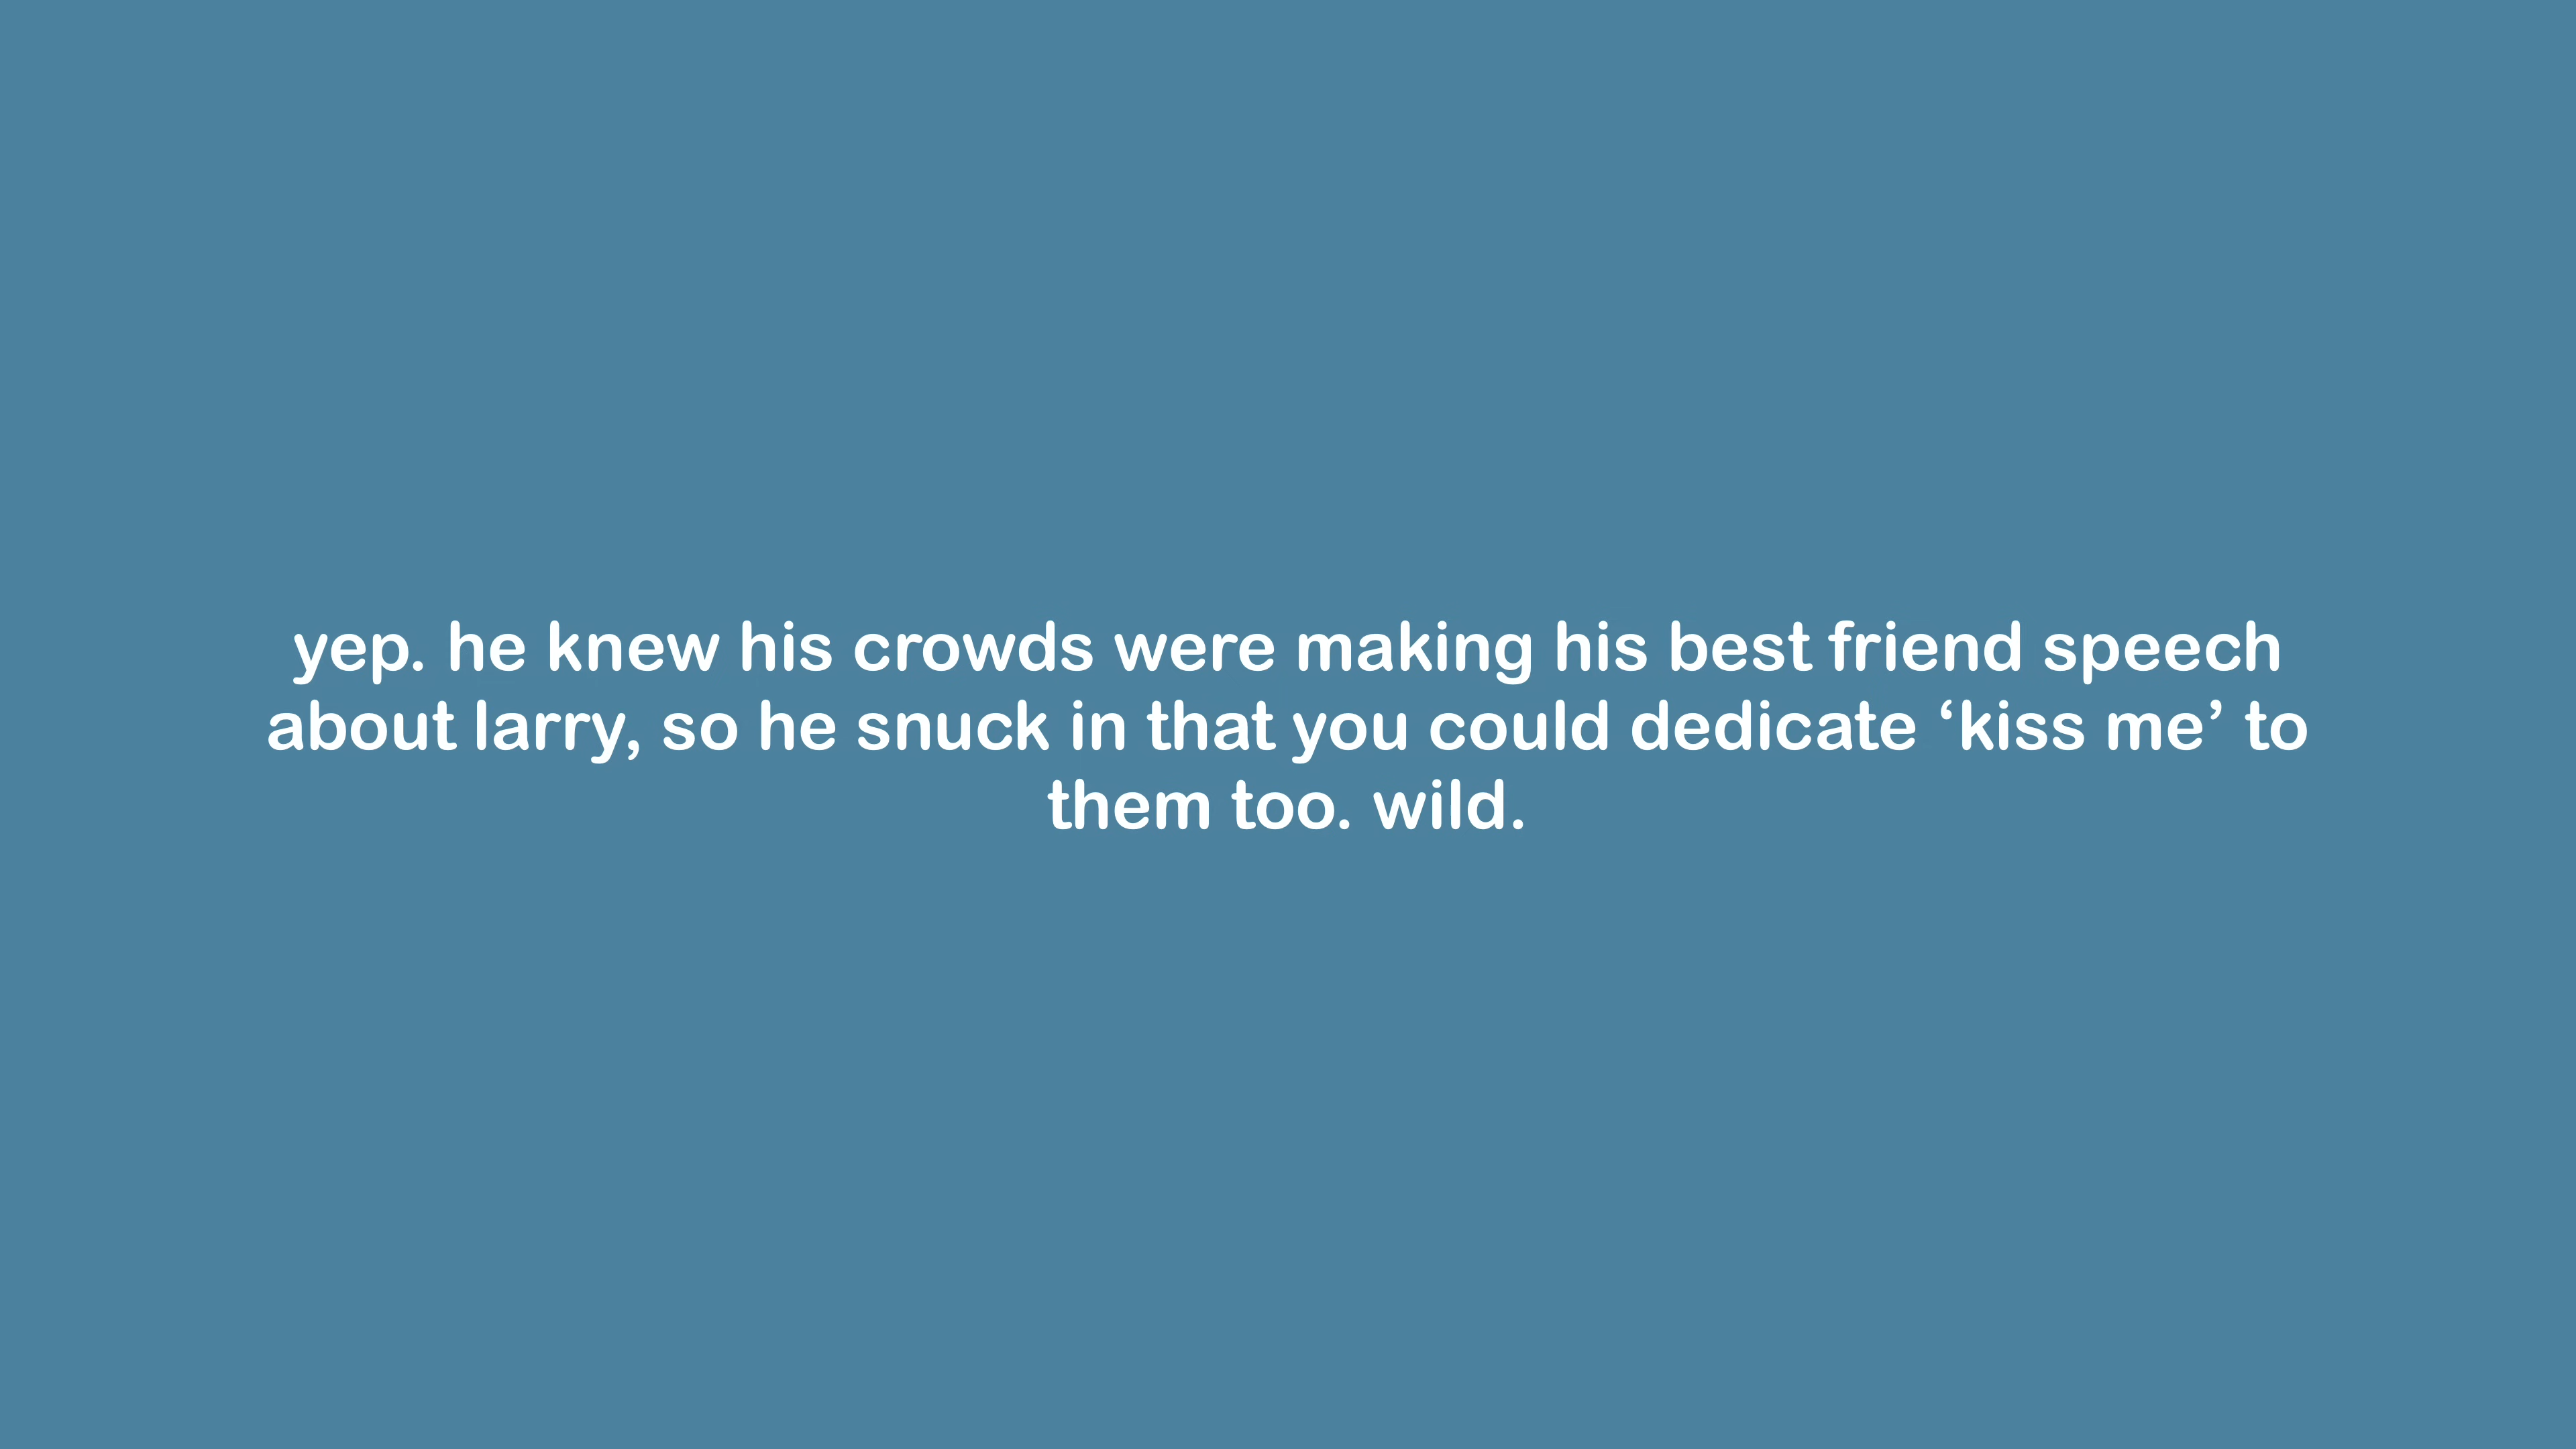 yep. he knew his crowds were making his best friend speech
about larry, so he snuck in that you could dedicate ‘kiss me’ to
them too. wild.